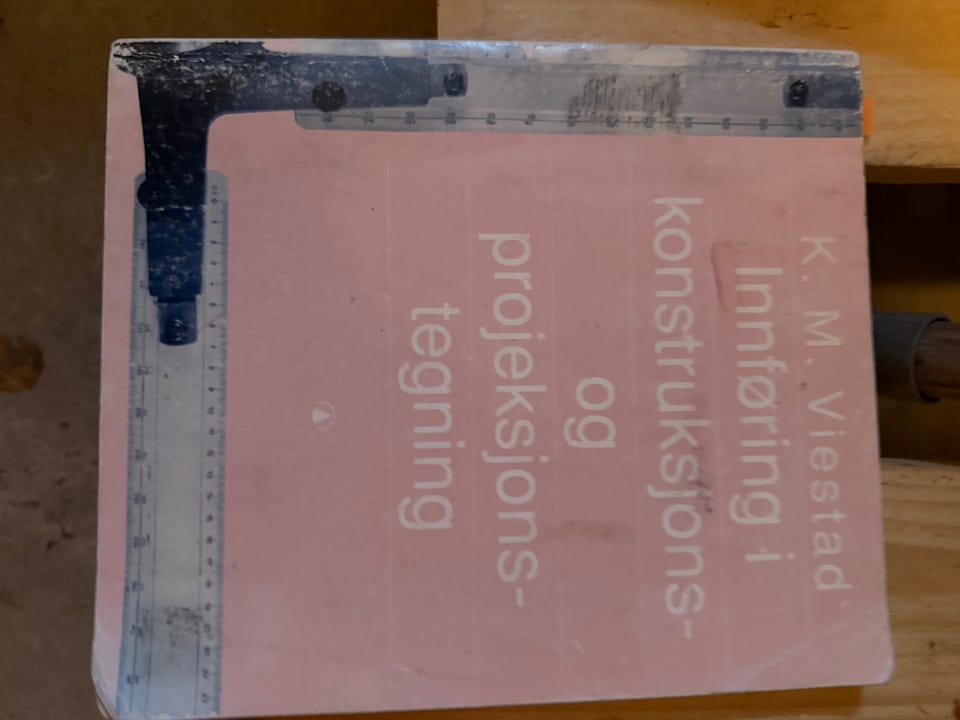 K. M. Viestad
Innføring i
konstruksjons-
og
projeksjons-
tegning